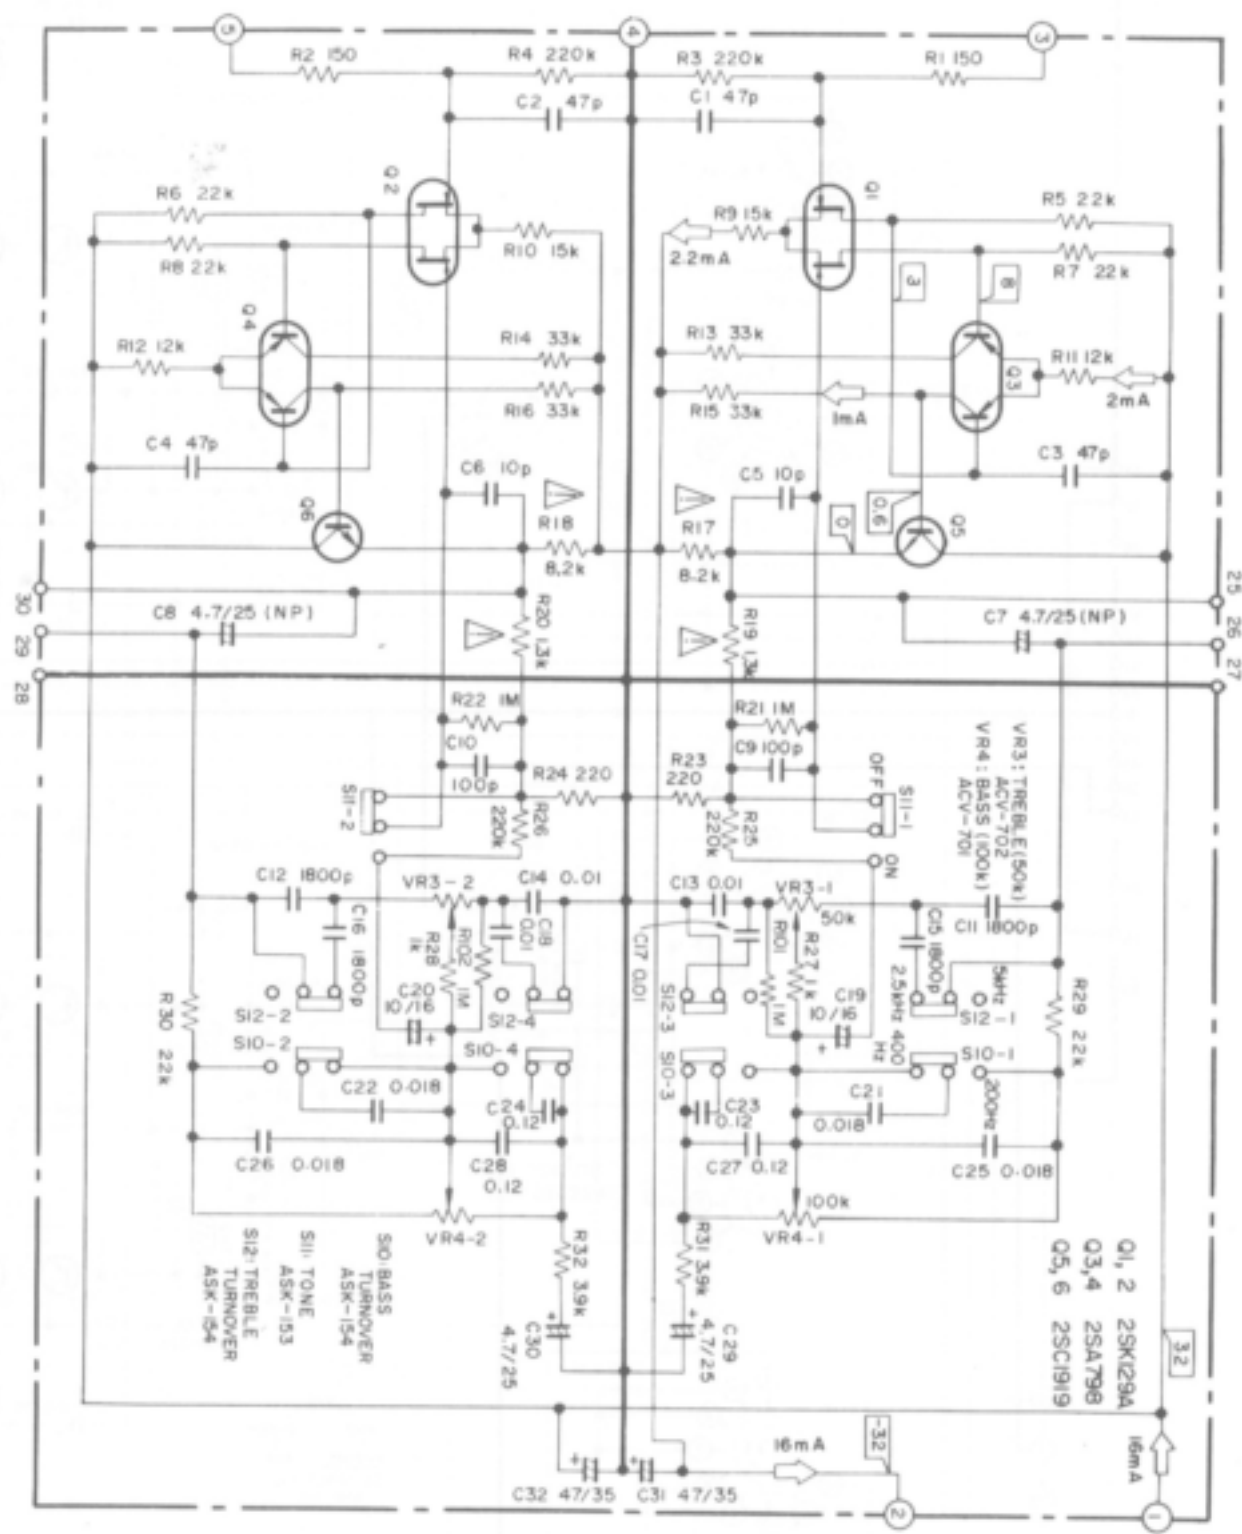 5
4
3
R2 150
R4 220k
R3 220k
R1 150
C2 47p
C1 47p
Q2
Q1
R6 22k
R8 22k
R10 15k
R9 15k
2.2mA
R5 22k
R7 22k
3
8
Q4
Q3
R12 12k
R14 33k
R16 33k
R13 33k
R15 33k
1mA
R11 12k
2mA
C4 47p
C6 10p
C5 10p
C3 47p
Q6
Q5
0
0.6
R18
8.2k
R17
8.2k
30
29
28
25
26
27
C8 4.7/25 (NP)
C7 4.7/25(NP)
R20 1.3k
R19 1.3k
R22 1M
R21 1M
C10
100p
C9 100p
R24 220
R23
220
S11-2
S11-1
OFF
ON
R26
220k
R25
220k
VR3: TREBLE(50k)
ACV-702
VR4: BASS (100k)
ACV-701
C12 1800p
VR3-2
C14 0.01
C13 0.01
VR3-1
50k
C11 1800p
C16 1800p
R28
1k
R102
1M
C18
0.01
C17 0.01
R101
1M
R27 1k
C15 1800p
C20
10/16
+
C19
10/16
+
S12-2
S12-4
S12-3
S12-1
5kHz
2.5kHz
400
Hz
200Hz
S10-2
S10-4
S10-3
S10-1
R30 22k
R29 22k
C22 0.018
C24
0.12
C23
0.12
C21
0.018
C26 0.018
C28
0.12
C27 0.12
C25 0.018
100k
VR4-2
VR4-1
R32 3.9k
R31 3.9k
C30
4.7/25
+
C29
4.7/25
+
S10: BASS
TURNOVER
ASK-154
S11: TONE
ASK-153
S12: TREBLE
TURNOVER
ASK-154
Q1, 2 2SK129A
Q3,4 2SA798
Q5, 6 2SC1919
32
-32
16mA
16mA
+
+
C32 47/35
C31 47/35
2
1